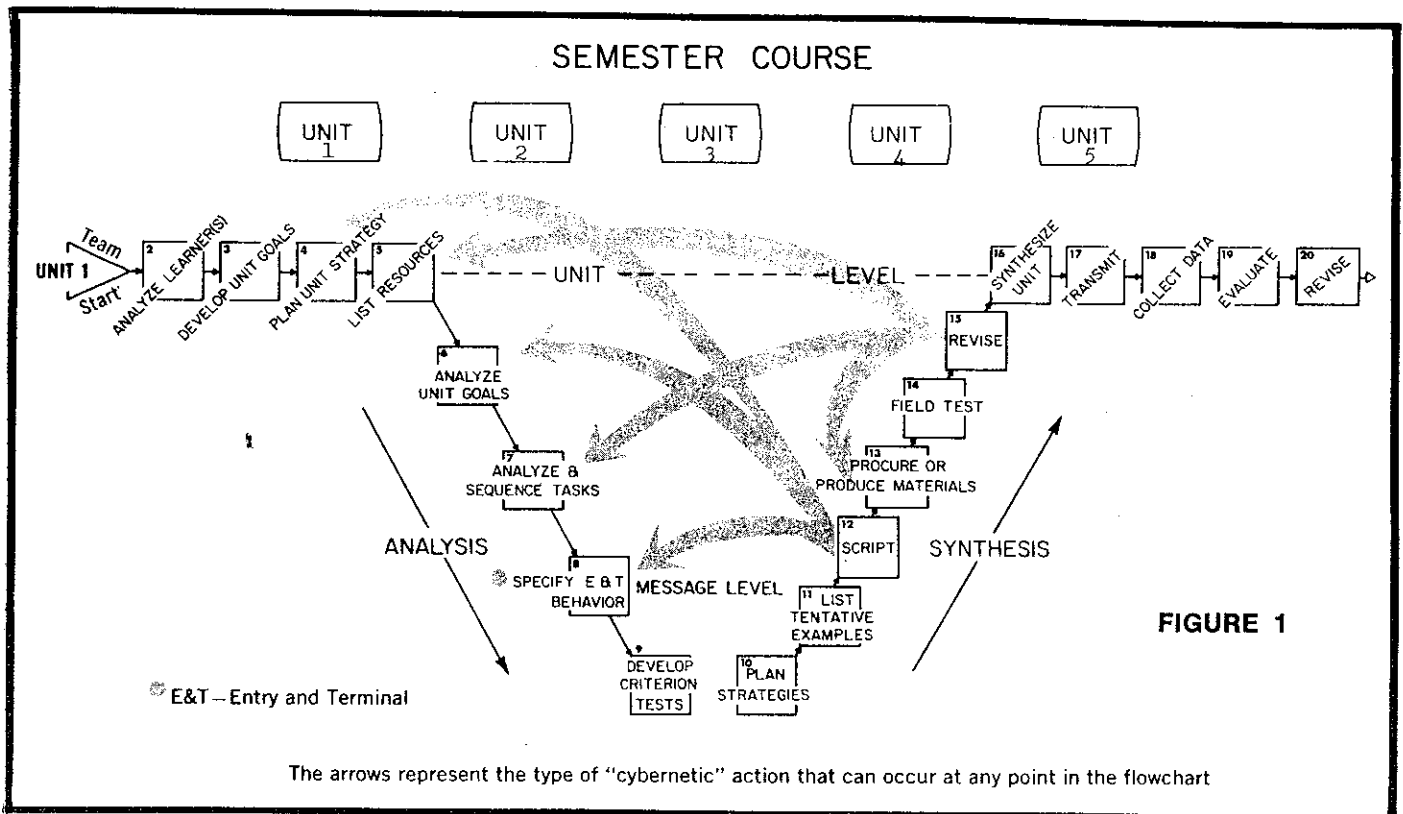 SEMESTER COURSE
UNIT
1
UNIT
2
UNIT
3
UNIT
4
UNIT
5
Team
UNIT 1
Start
2
ANALYZE LEARNER(S)
3
DEVELOP UNIT GOALS
4
PLAN UNIT STRATEGY
5
LIST RESOURCES
UNIT
LEVEL
16
SYNTHESIZE
UNIT
17
TRANSMIT
18
COLLECT DATA
19
EVALUATE
20
REVISE
6
ANALYZE
UNIT GOALS
7
ANALYZE &
SEQUENCE TASKS
8
SPECIFY E & T
BEHAVIOR
9
DEVELOP
CRITERION
TESTS
ANALYSIS
MESSAGE LEVEL
10
PLAN
STRATEGIES
11
LIST
TENTATIVE
EXAMPLES
12
SCRIPT
13
PROCURE OR
PRODUCE MATERIALS
14
FIELD TEST
15
REVISE
SYNTHESIS
FIGURE 1
E&T—Entry and Terminal
The arrows represent the type of "cybernetic" action that can occur at any point in the flowchart